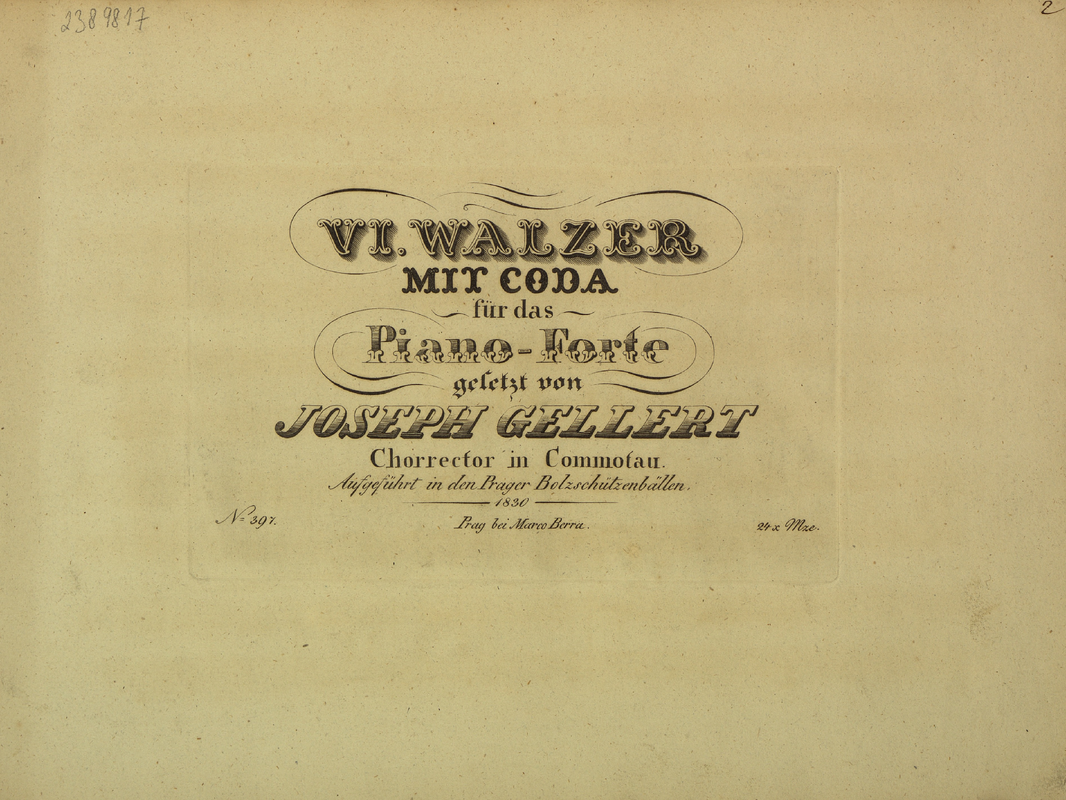 2389817
2
VI. WALZER
MIT CODA
für das
Piano-Forte
geſetzt von
JOSEPH GELLERT
Chorrector in Commotau.
Aufgeführt in den Prager Bolzschützenbällen.
1830
No. 397.
Prag bei Marco Berra.
24 x Mze.